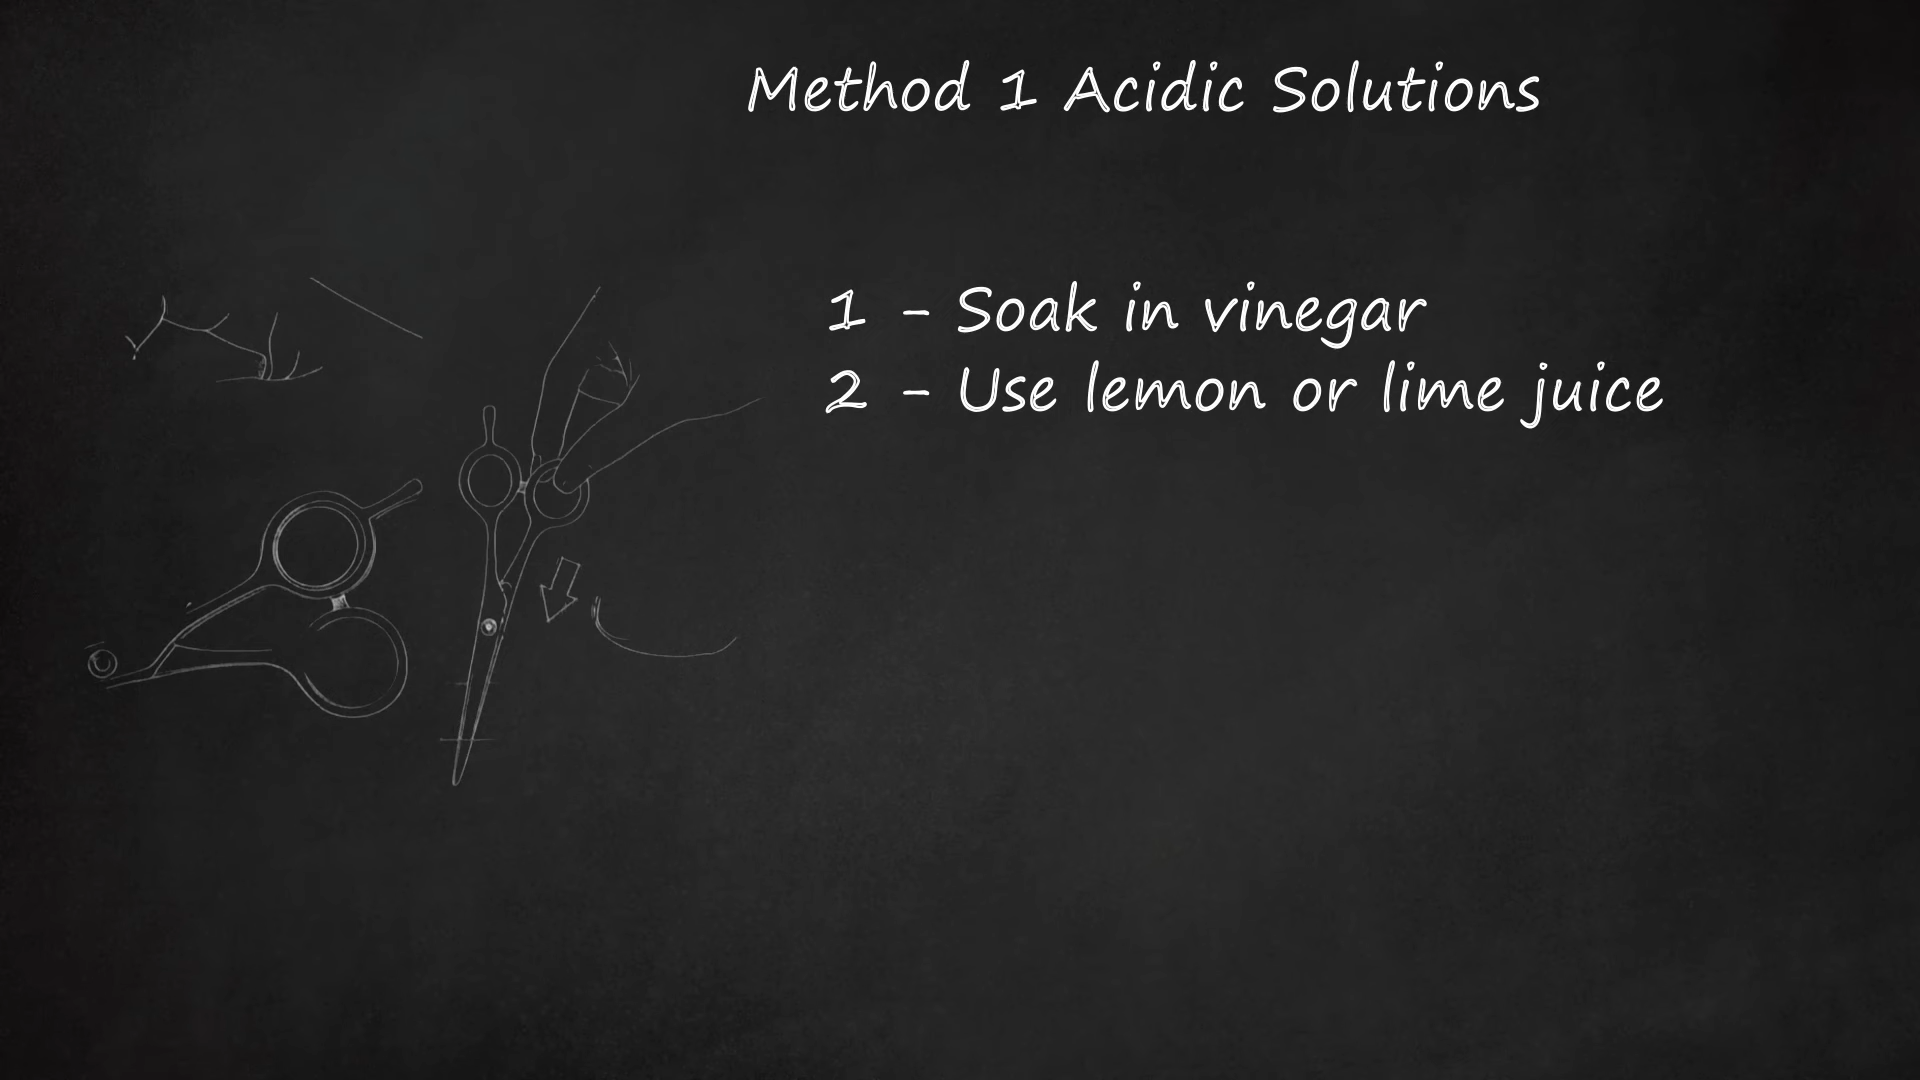 Method 1 Acidic Solutions
1 - Soak in vinegar
2 - Use lemon or lime juice